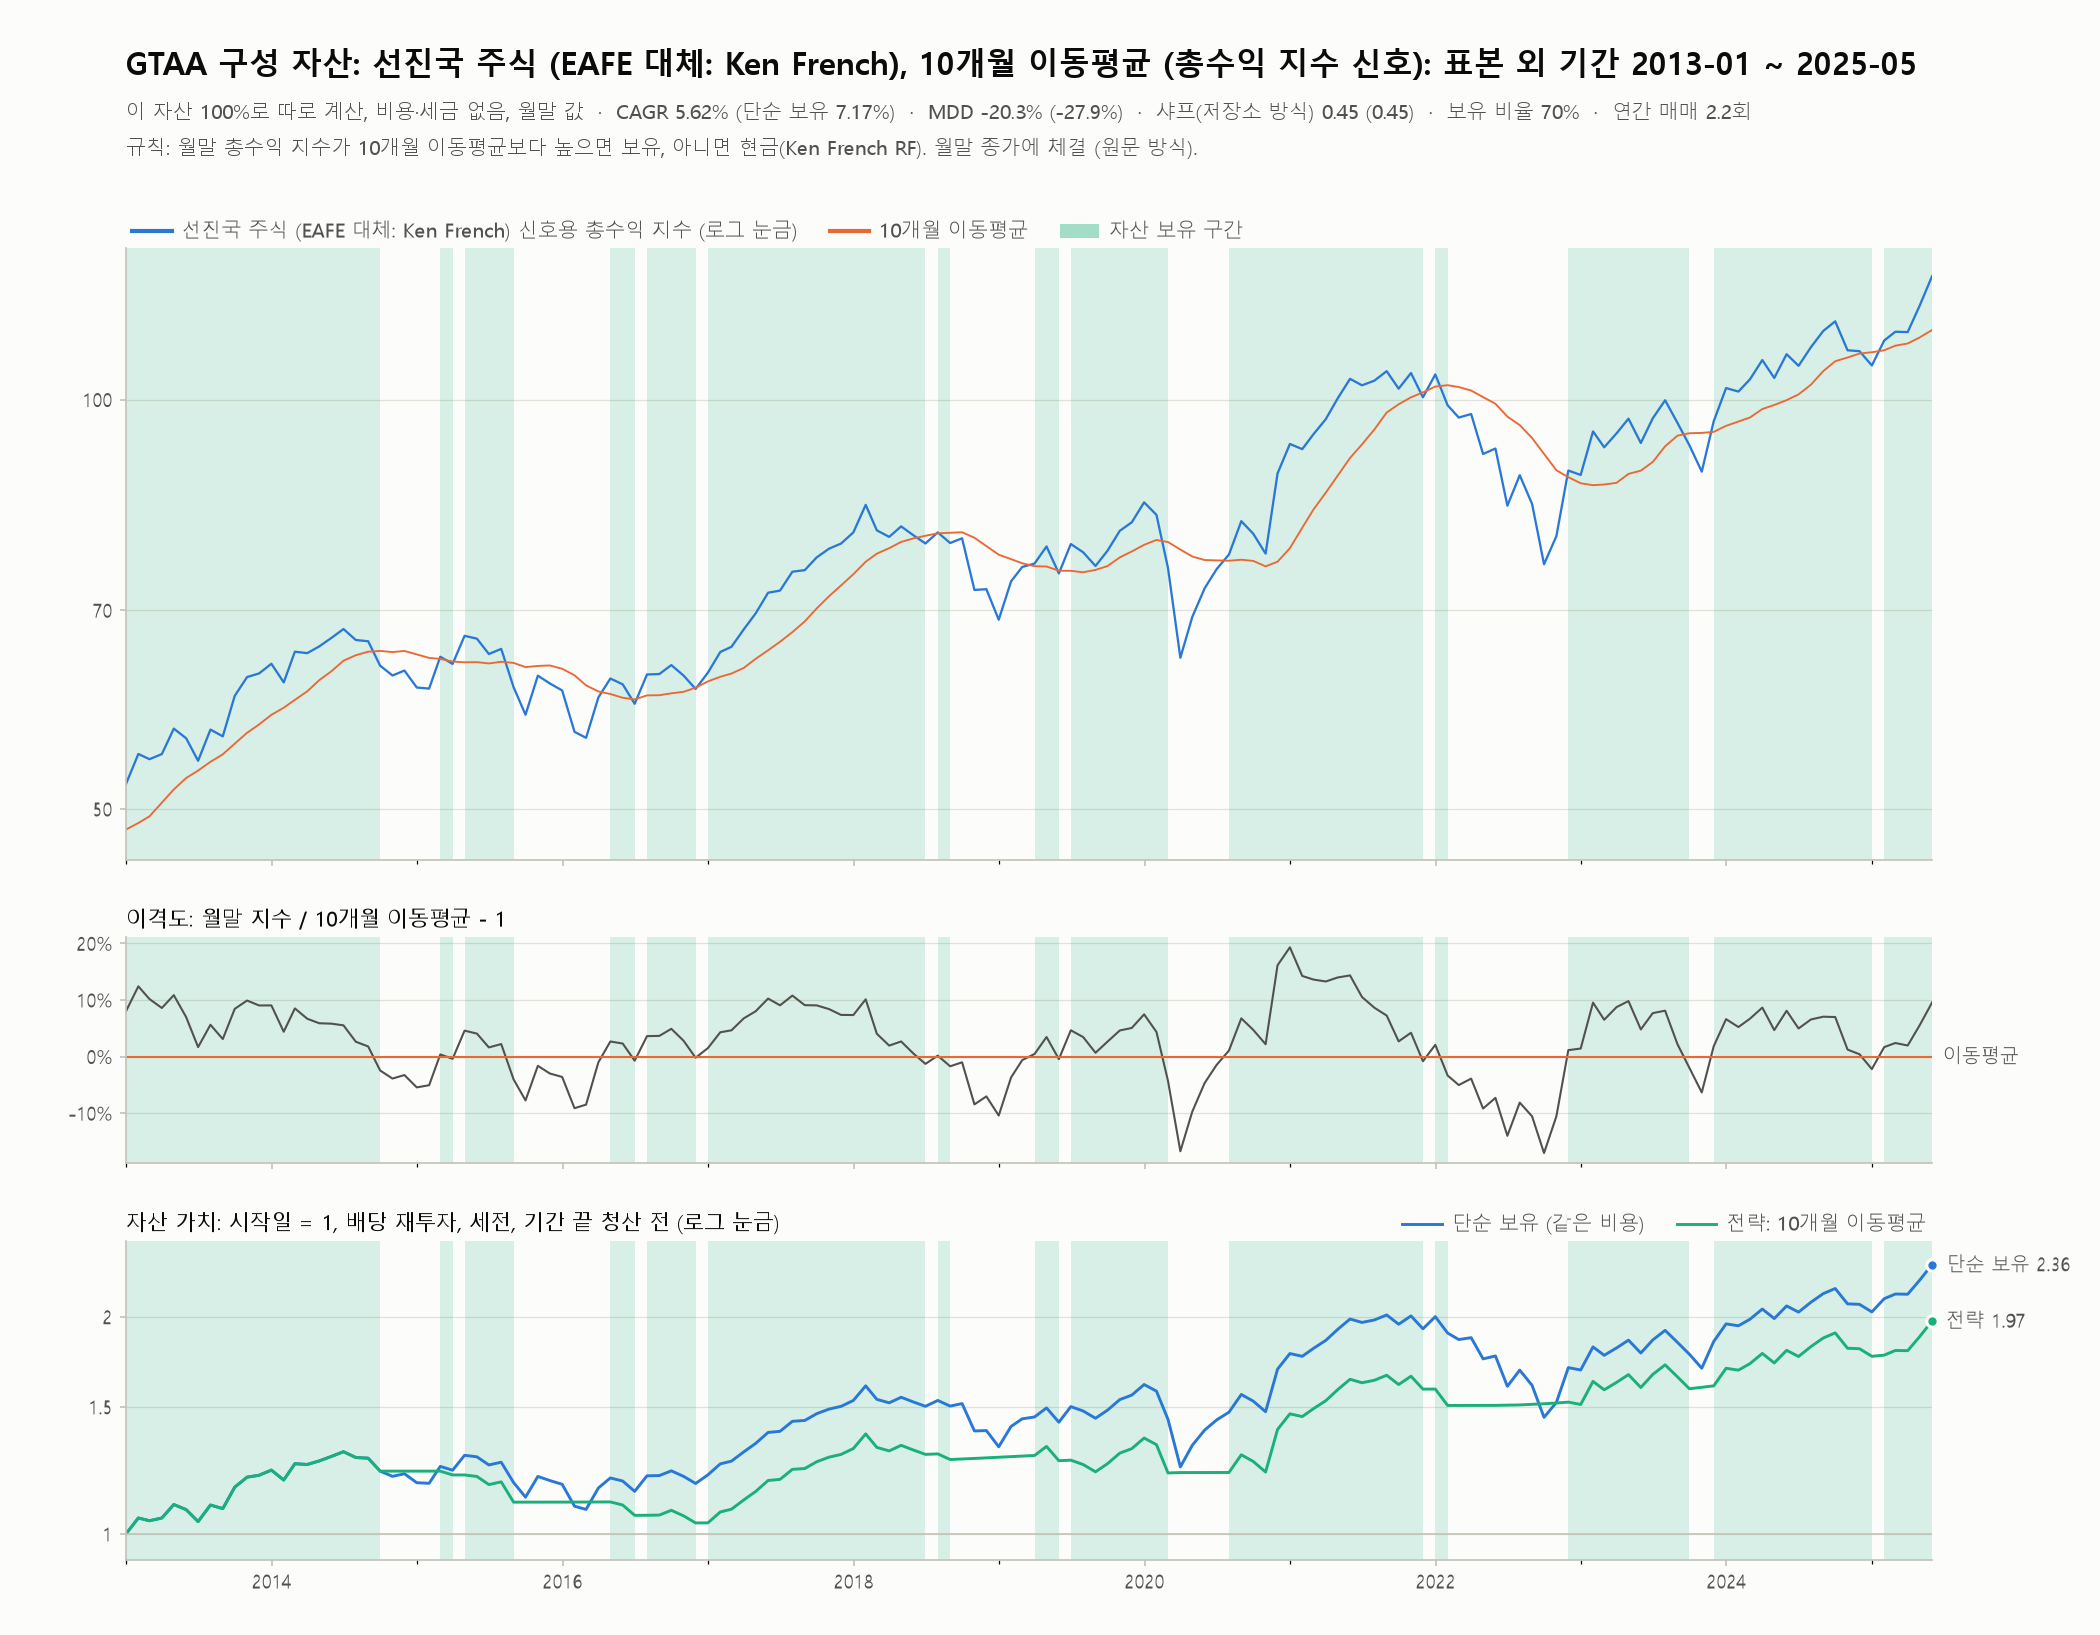 GTAA 구성 자산: 선진국 주식 (EAFE 대체: Ken French), 10개월 이동평균 (총수익 지수 신호): 표본 외 기간 2013-01 ~ 2025-05
이 자산 100%로 따로 계산, 비용·세금 없음, 월말 값 · CAGR 5.62% (단순 보유 7.17%) · MDD -20.3% (-27.9%) · 샤프(저장소 방식) 0.45 (0.45) · 보유 비율 70% · 연간 매매 2.2회
규칙: 월말 총수익 지수가 10개월 이동평균보다 높으면 보유, 아니면 현금(Ken French RF). 월말 종가에 체결 (원문 방식).
선진국 주식 (EAFE 대체: Ken French) 신호용 총수익 지수 (로그 눈금) 10개월 이동평균 자산 보유 구간
100
70
50
이격도: 월말 지수 / 10개월 이동평균 - 1
20%
10%
0%
이동평균
-10%
자산 가치: 시작일 = 1, 배당 재투자, 세전, 기간 끝 청산 전 (로그 눈금)
단순 보유 (같은 비용) 전략: 10개월 이동평균
단순 보유 2.36
2
전략 1.97
1.5
1
2014 2016 2018 2020 2022 2024